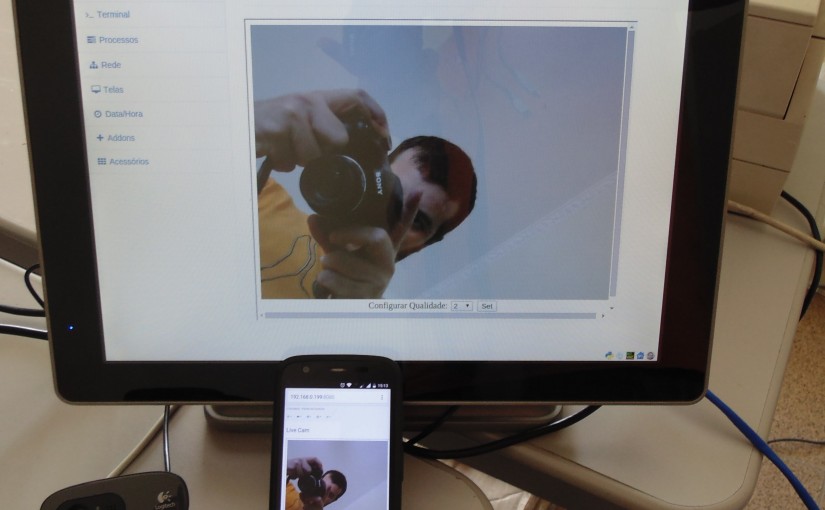 Terminal
Processos
Rede
Telas
Data/Hora
Addons
Acessórios
SONY
Configurar Qualidade: 2 Set
Live Cam
Logitech